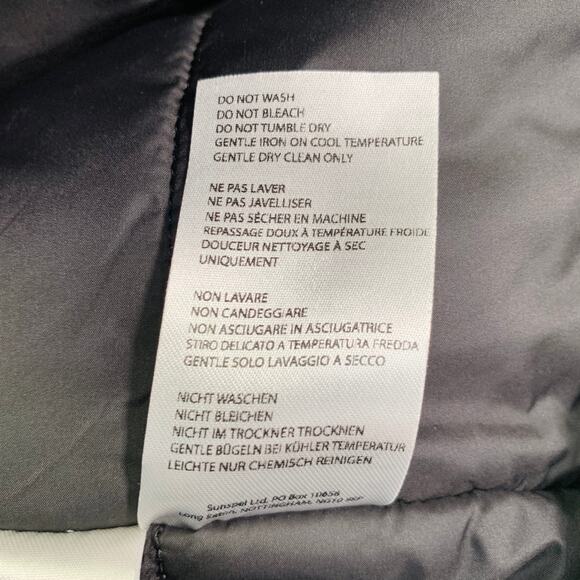 DO NOT WASH
DO NOT BLEACH
DO NOT TUMBLE DRY
GENTLE IRON ON COOL TEMPERATURE
GENTLE DRY CLEAN ONLY
NE PAS LAVER
NE PAS JAVELLISER
NE PAS SÉCHER EN MACHINE
REPASSAGE DOUX À TEMPÉRATURE FROIDE
DOUCEUR NETTOYAGE À SEC
UNIQUEMENT
NON LAVARE
NON CANDEGGIARE
NON ASCIUGARE IN ASCIUGATRICE
STIRO DELICATO A TEMPERATURA FREDDA
GENTLE SOLO LAVAGGIO A SECCO
NICHT WASCHEN
NICHT BLEICHEN
NICHT IM TROCKNER TROCKNEN
GENTLE BÜGELN BEI KÜHLER TEMPERATUR
LEICHTE NUR CHEMISCH REINIGEN
Sunspel Ltd. PO Box 10658
Long Eaton, NOTTINGHAM, NG10